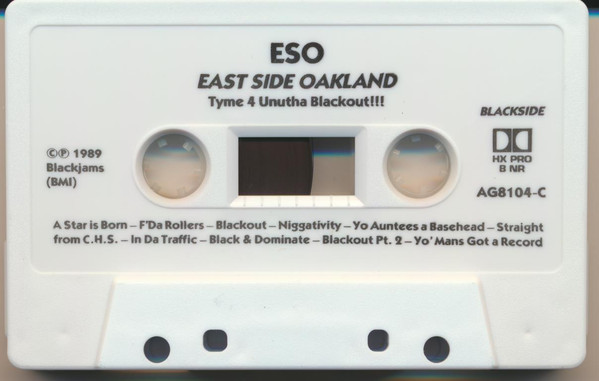 ESO
EAST SIDE OAKLAND
Tyme 4 Unutha Blackout!!!
BLACKSIDE
©℗ 1989
Blackjams
(BMI)
HX PRO
B NR
AG8104-C
A Star is Born – F'Da Rollers – Blackout – Niggativity – Yo Auntees a Basehead – Straight
from C.H.S. – In Da Traffic – Black & Dominate – Blackout Pt. 2 – Yo' Mans Got a Record